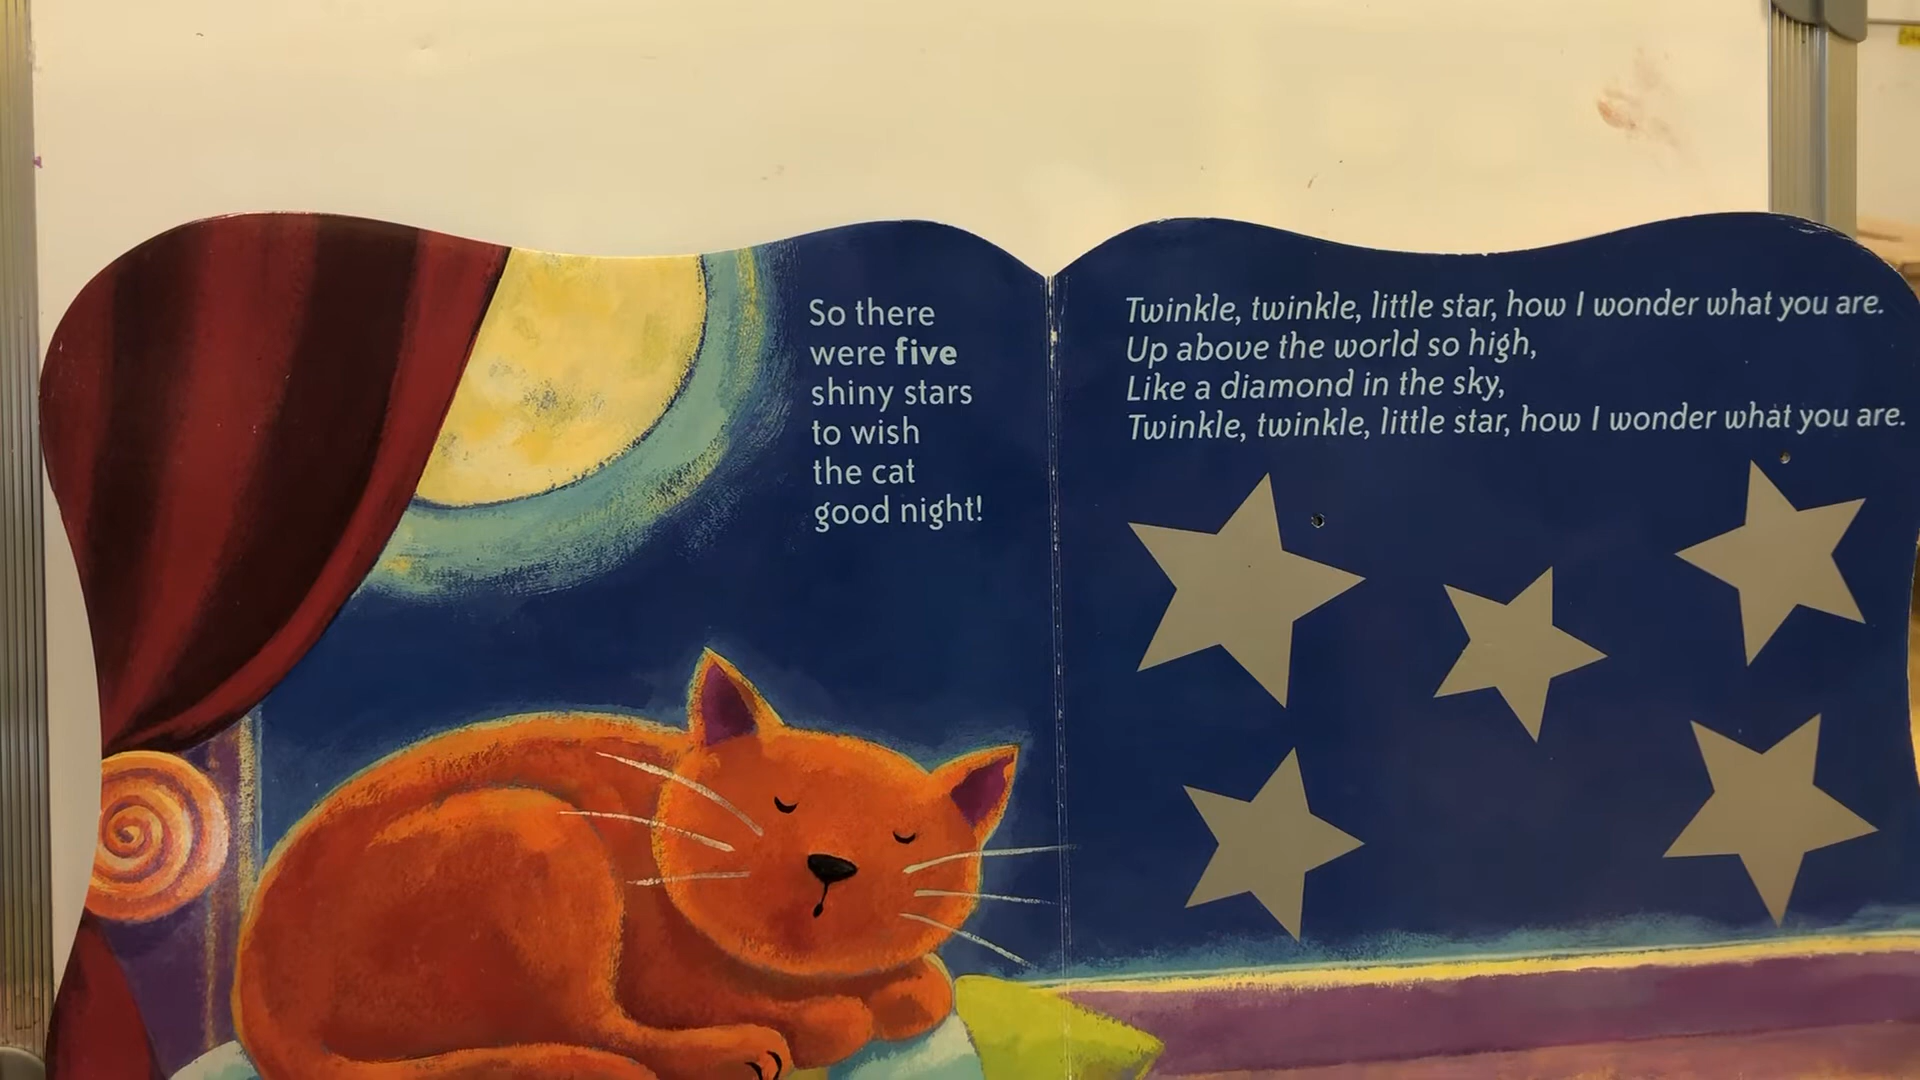 So there
were five
shiny stars
to wish
the cat
good night!
Twinkle, twinkle, little star, how I wonder what you are.
Up above the world so high,
Like a diamond in the sky,
Twinkle, twinkle, little star, how I wonder what you are.